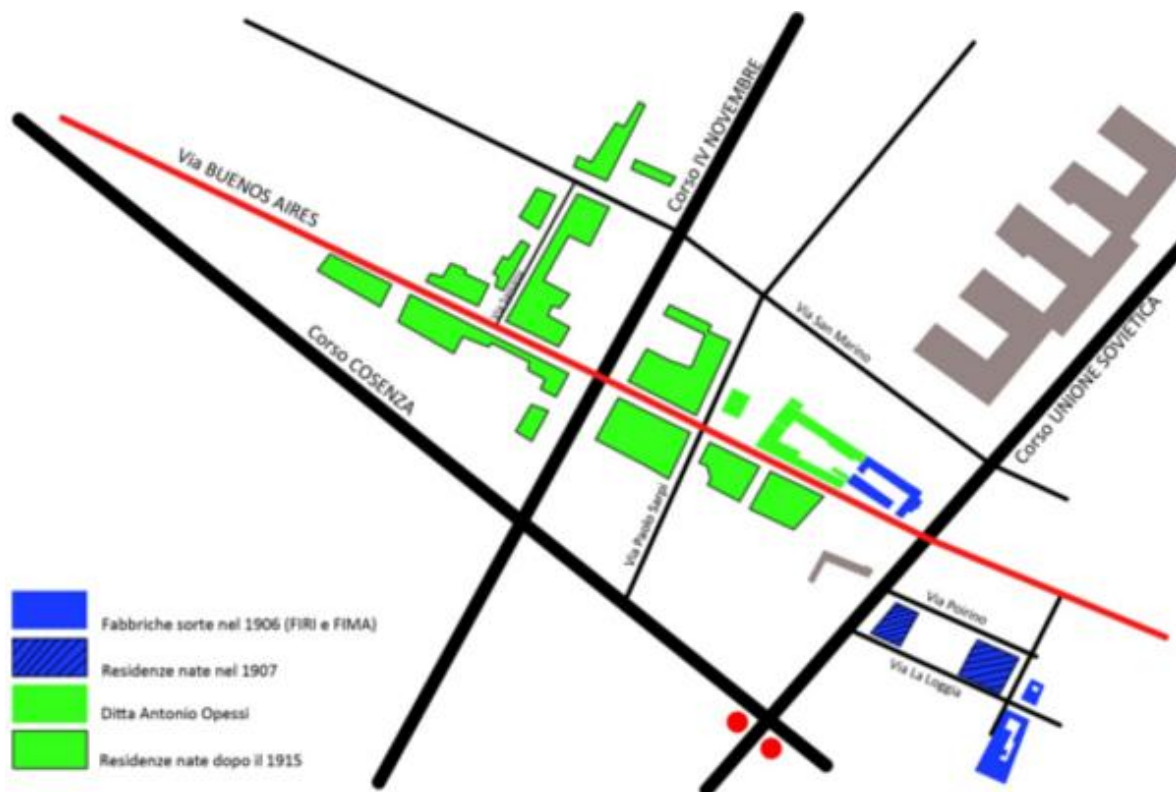 Via BUENOS AIRES
Corso IV NOVEMBRE
Corso COSENZA
Via San Marino
Corso UNIONE SOVIETICA
Via Paolo Sarpi
Via Poirino
Via La Loggia
Fabbriche sorte nel 1906 (FIRI e FIMA)
Residenze nate nel 1907
Ditta Antonio Opessi
Residenze nate dopo il 1915